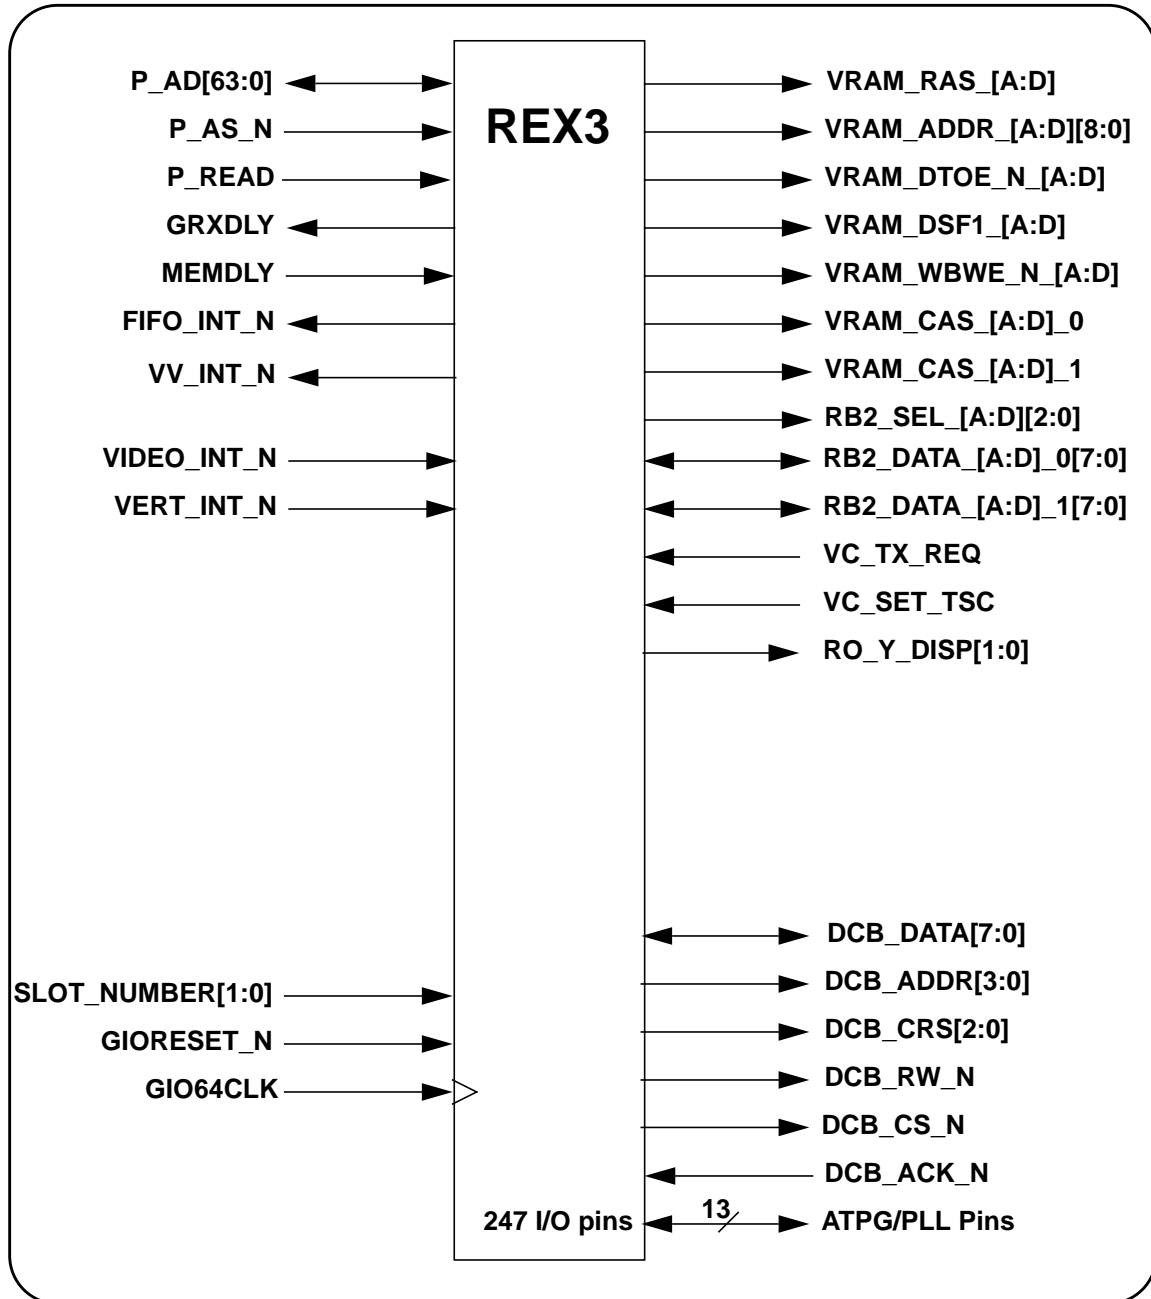 REX3
P_AD[63:0]
P_AS_N
P_READ
GRXDLY
MEMDLY
FIFO_INT_N
VV_INT_N
VIDEO_INT_N
VERT_INT_N
SLOT_NUMBER[1:0]
GIORESET_N
GIO64CLK
VRAM_RAS_[A:D]
VRAM_ADDR_[A:D][8:0]
VRAM_DTOE_N_[A:D]
VRAM_DSF1_[A:D]
VRAM_WBWE_N_[A:D]
VRAM_CAS_[A:D]_0
VRAM_CAS_[A:D]_1
RB2_SEL_[A:D][2:0]
RB2_DATA_[A:D]_0[7:0]
RB2_DATA_[A:D]_1[7:0]
VC_TX_REQ
VC_SET_TSC
RO_Y_DISP[1:0]
DCB_DATA[7:0]
DCB_ADDR[3:0]
DCB_CRS[2:0]
DCB_RW_N
DCB_CS_N
DCB_ACK_N
247 I/O pins
13
ATPG/PLL Pins